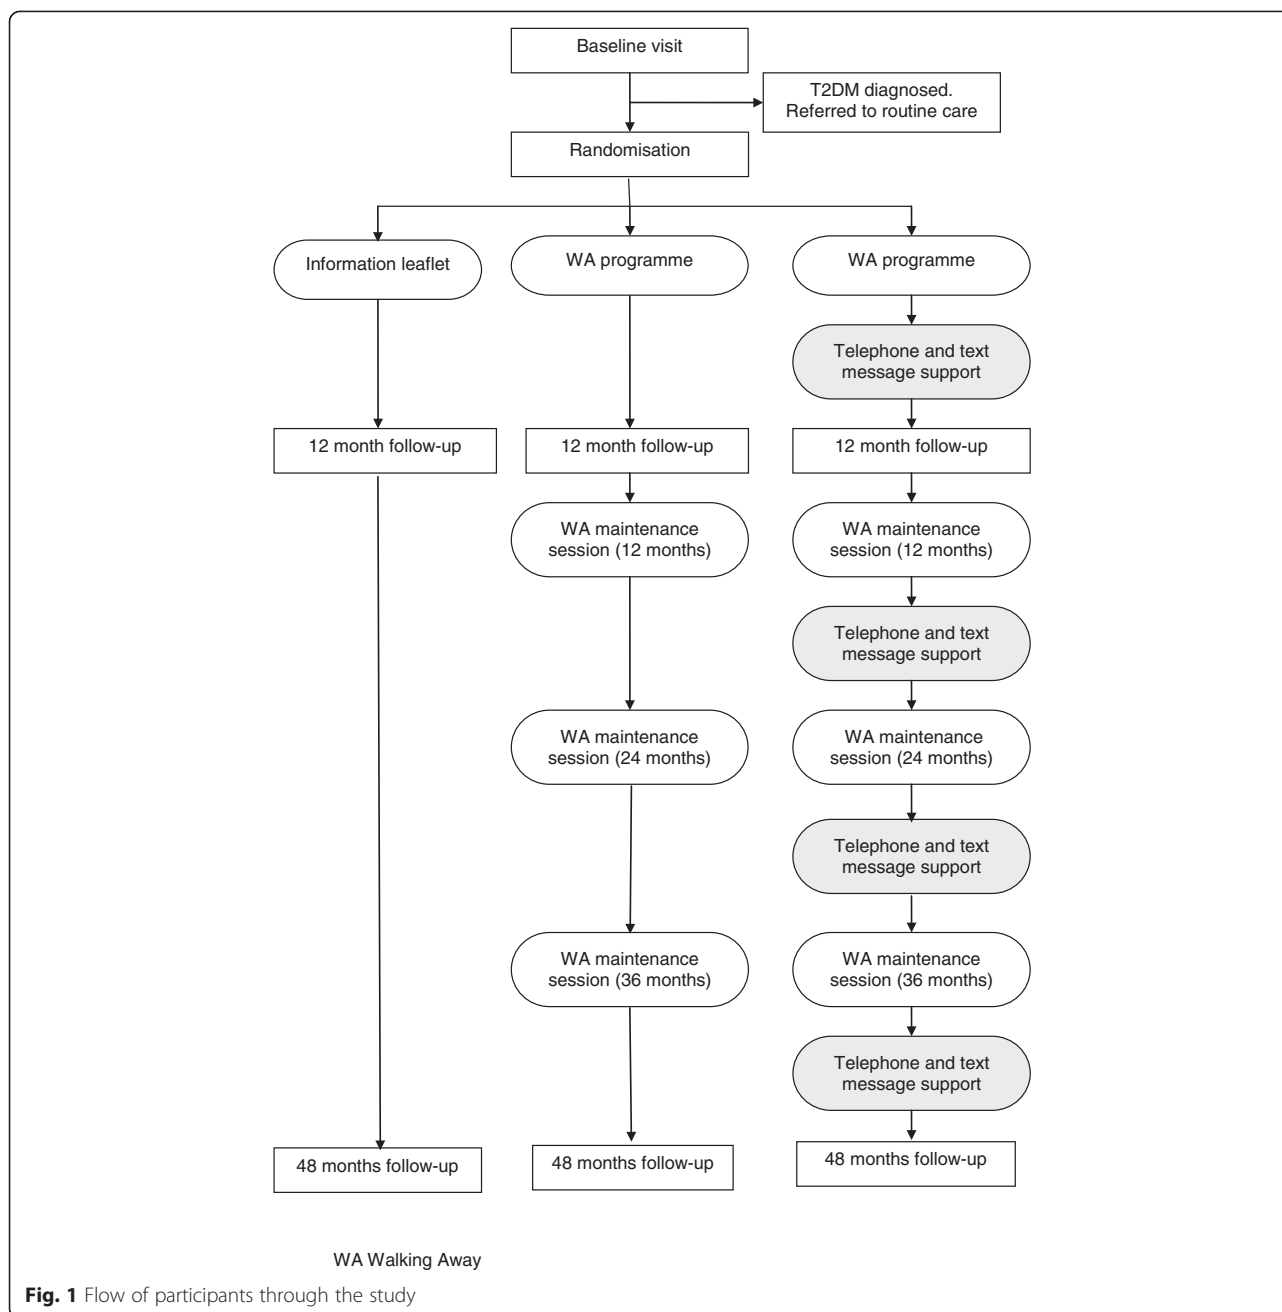 Baseline visit
T2DM diagnosed.
Referred to routine care
Randomisation
Information leaflet
WA programme
WA programme
Telephone and text
message support
12 month follow-up
12 month follow-up
12 month follow-up
WA maintenance
session (12 months)
WA maintenance
session (12 months)
Telephone and text
message support
WA maintenance
session (24 months)
WA maintenance
session (24 months)
Telephone and text
message support
WA maintenance
session (36 months)
WA maintenance
session (36 months)
Telephone and text
message support
48 months follow-up
48 months follow-up
48 months follow-up
WA Walking Away
Fig. 1 Flow of participants through the study